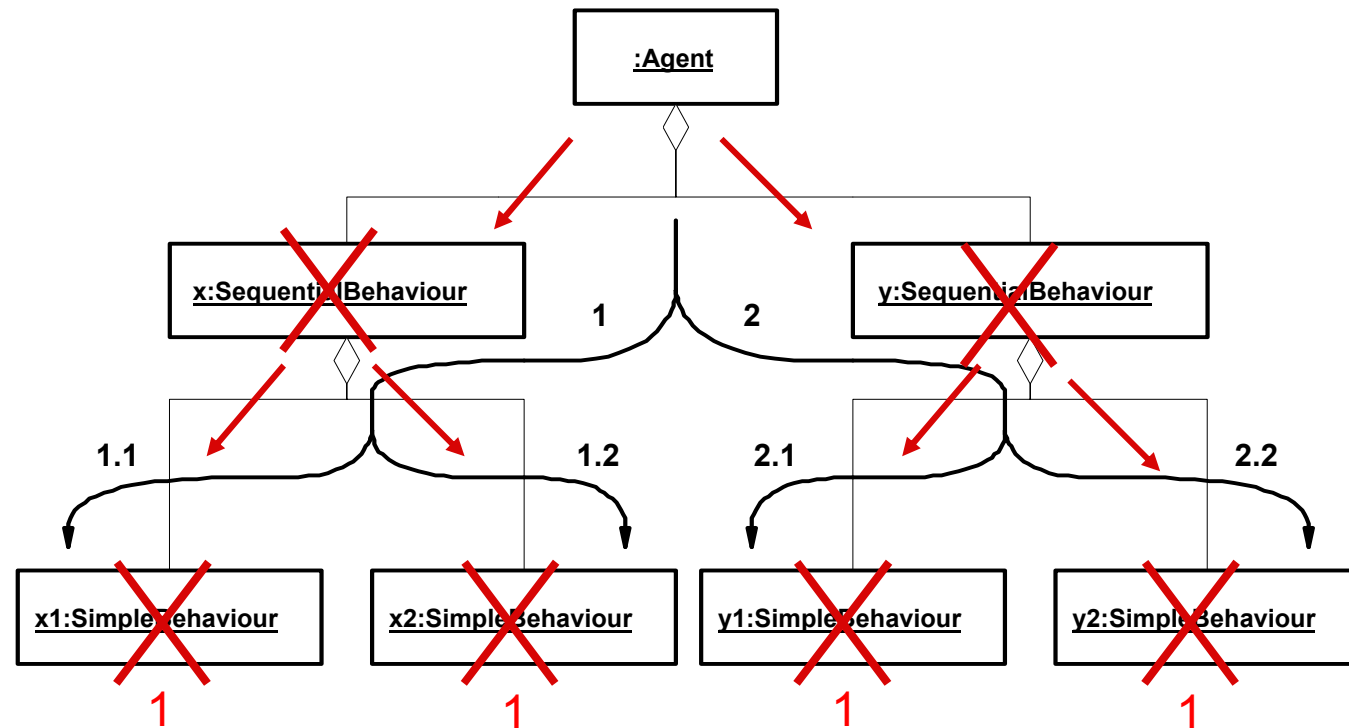 :Agent
x:SequentialBehaviour
y:SequentialBehaviour
1
2
1.1
1.2
2.1
2.2
x1:SimpleBehaviour
x2:SimpleBehaviour
y1:SimpleBehaviour
y2:SimpleBehaviour
1
1
1
1